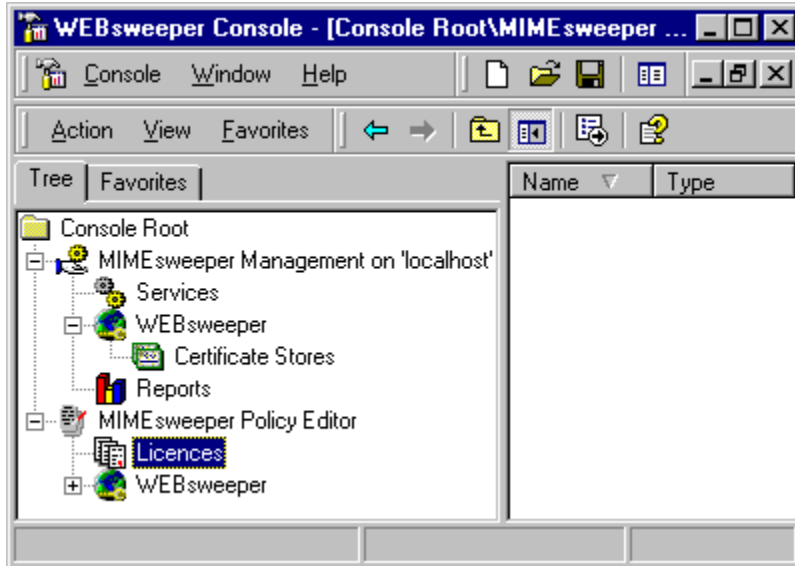 WEBsweeper Console - [Console Root\MIMEsweeper ...
Console Window Help
Action View Favorites
Tree Favorites
Name Type
Console Root
MIMEsweeper Management on 'localhost'
Services
WEBsweeper
Certificate Stores
Reports
MIMEsweeper Policy Editor
Licences
WEBsweeper